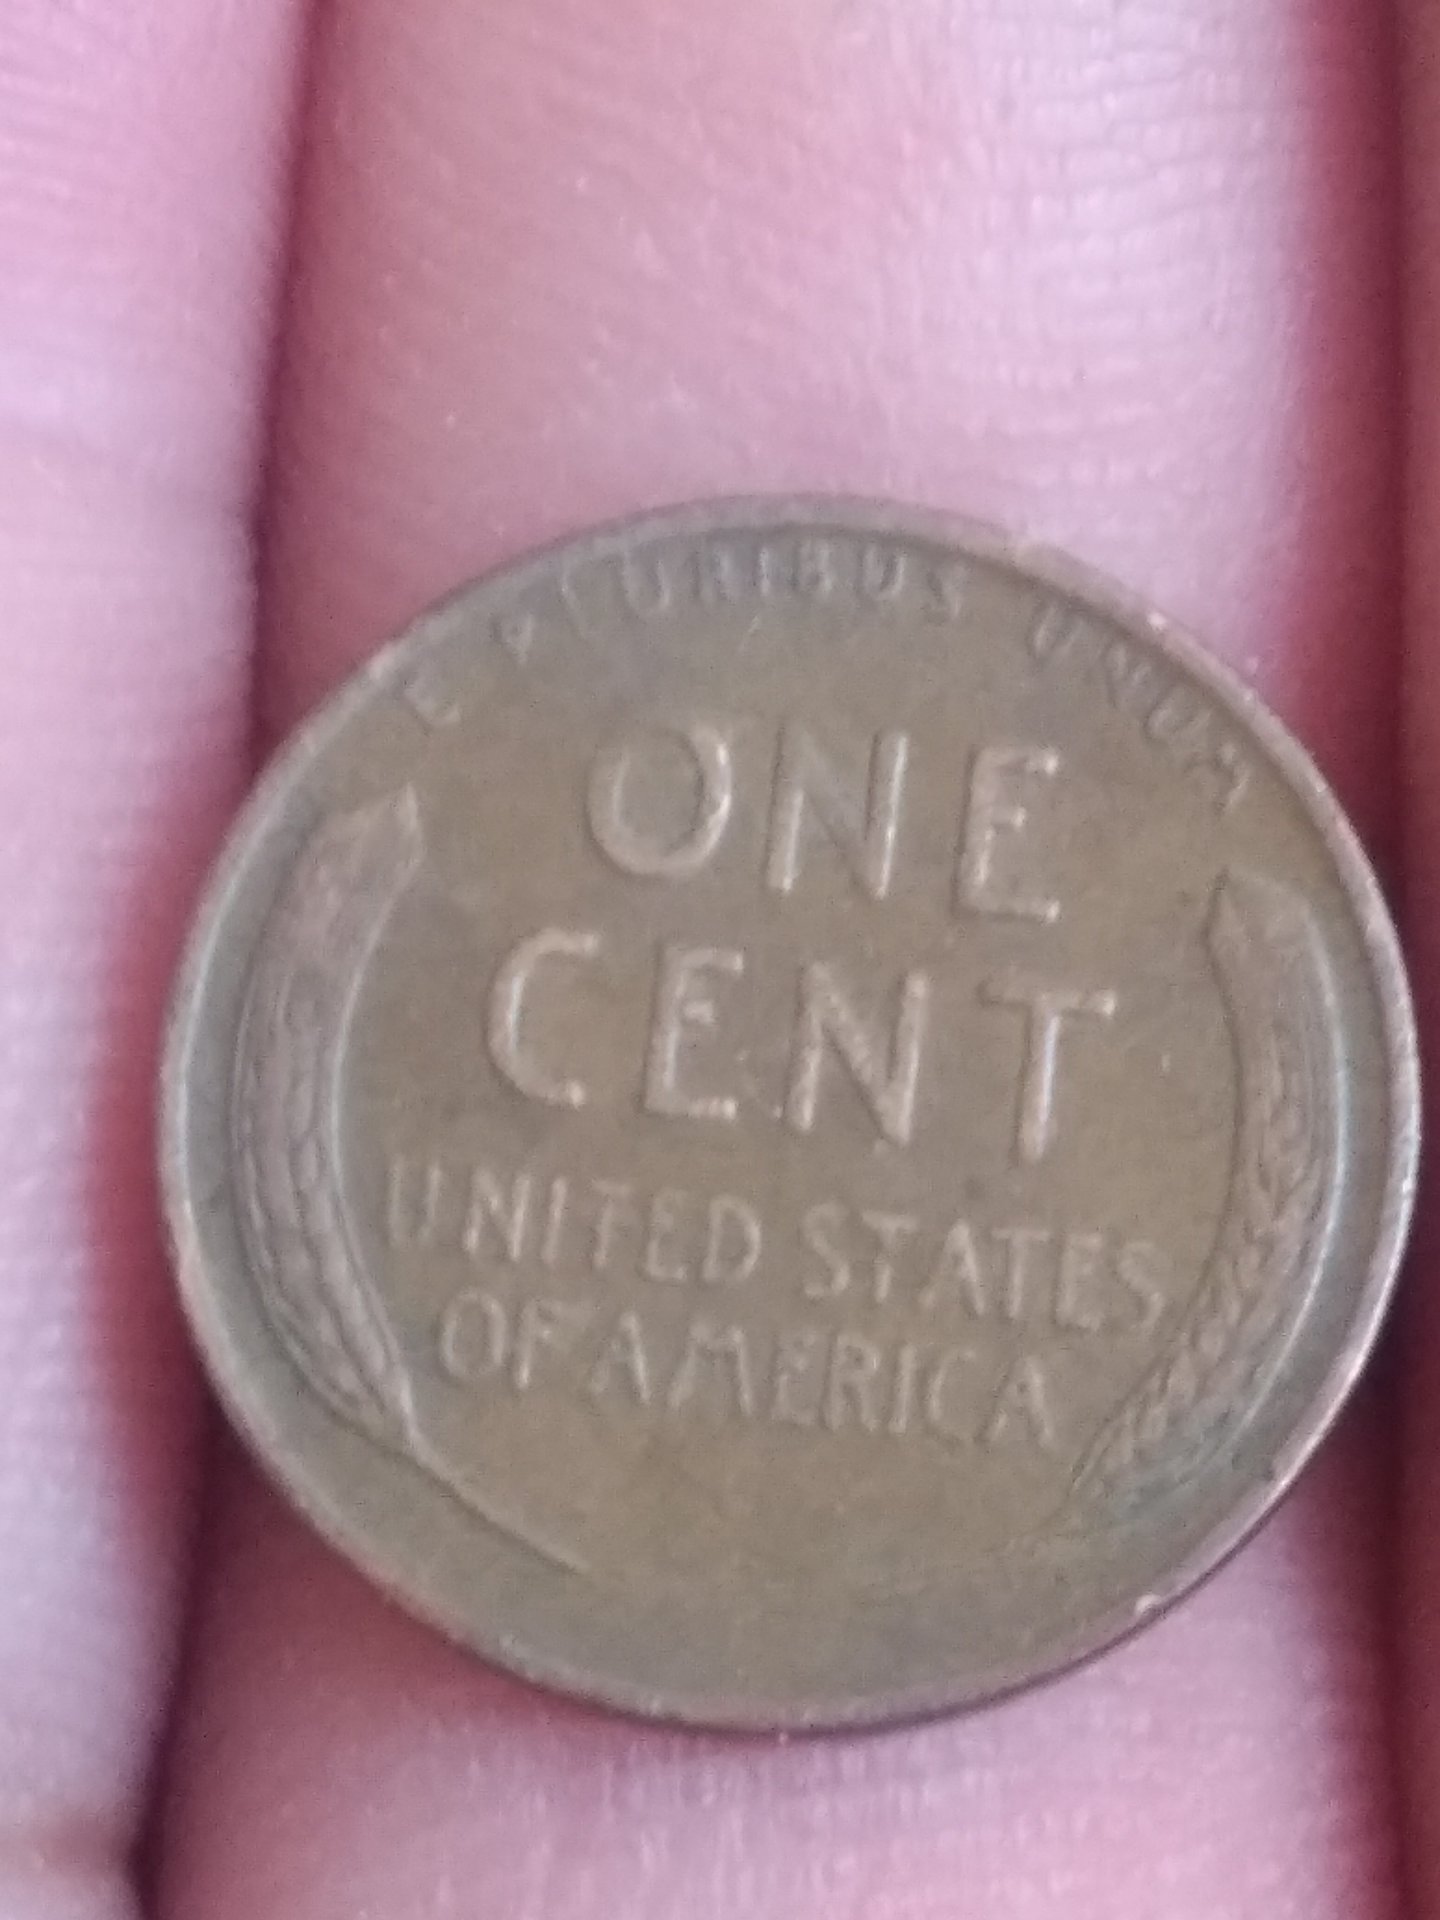 E PLURIBUS UNUM
ONE
CENT
UNITED STATES
OF AMERICA